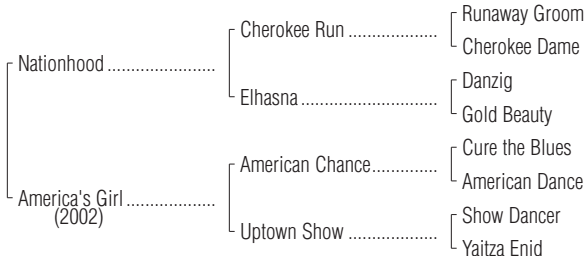 Runaway Groom
Cherokee Run ....................
Cherokee Dame
Nationhood ........................
Danzig
Elhasna ..............................
Gold Beauty
Cure the Blues
American Chance..............
American Dance
America's Girl ....................
(2002)
Show Dancer
Uptown Show ....................
Yaitza Enid